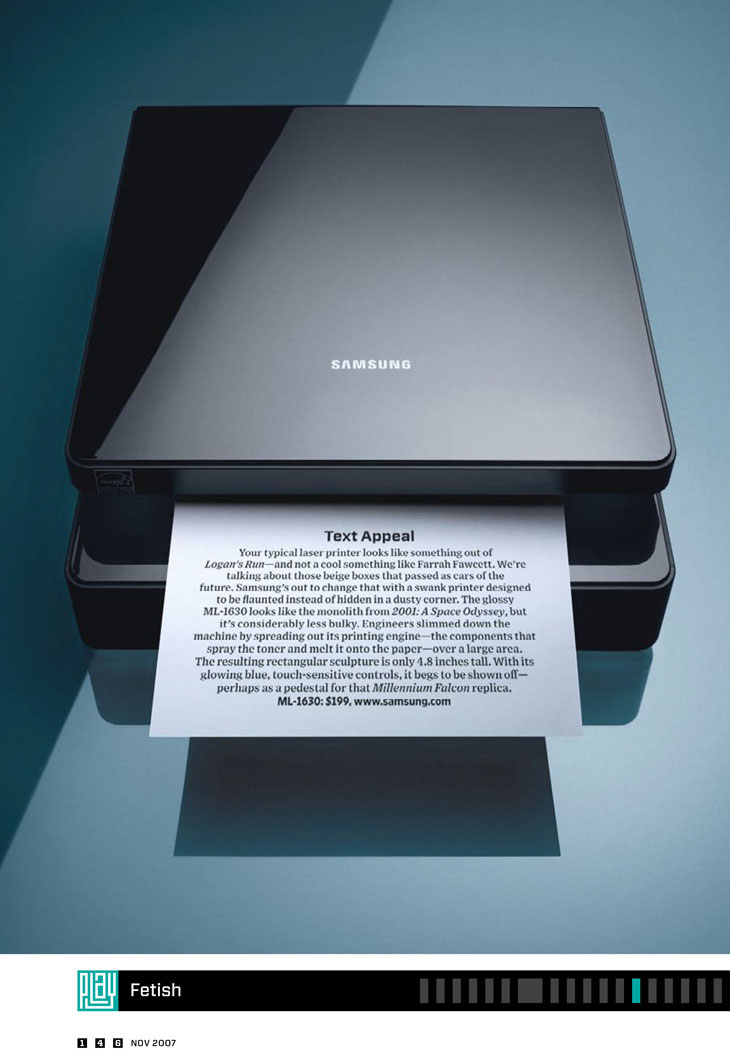 SAMSUNG
Text Appeal
Your typical laser printer looks like something out of
Logan's Run—and not a cool something like Farrah Fawcett. We're
talking about those beige boxes that passed as cars of the
future. Samsung's out to change that with a swank printer designed
to be flaunted instead of hidden in a dusty corner. The glossy
ML-1630 looks like the monolith from 2001: A Space Odyssey, but
it's considerably less bulky. Engineers slimmed down the
machine by spreading out its printing engine—the components that
spray the toner and melt it onto the paper—over a large area.
The resulting rectangular sculpture is only 4.8 inches tall. With its
glowing blue, touch-sensitive controls, it begs to be shown off—
perhaps as a pedestal for that Millennium Falcon replica.
ML-1630: $199, www.samsung.com
PLAY Fetish
1 4 6 NOV 2007